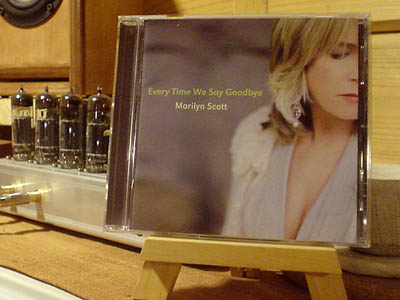 Every Time We Say Goodbye
Marilyn Scott